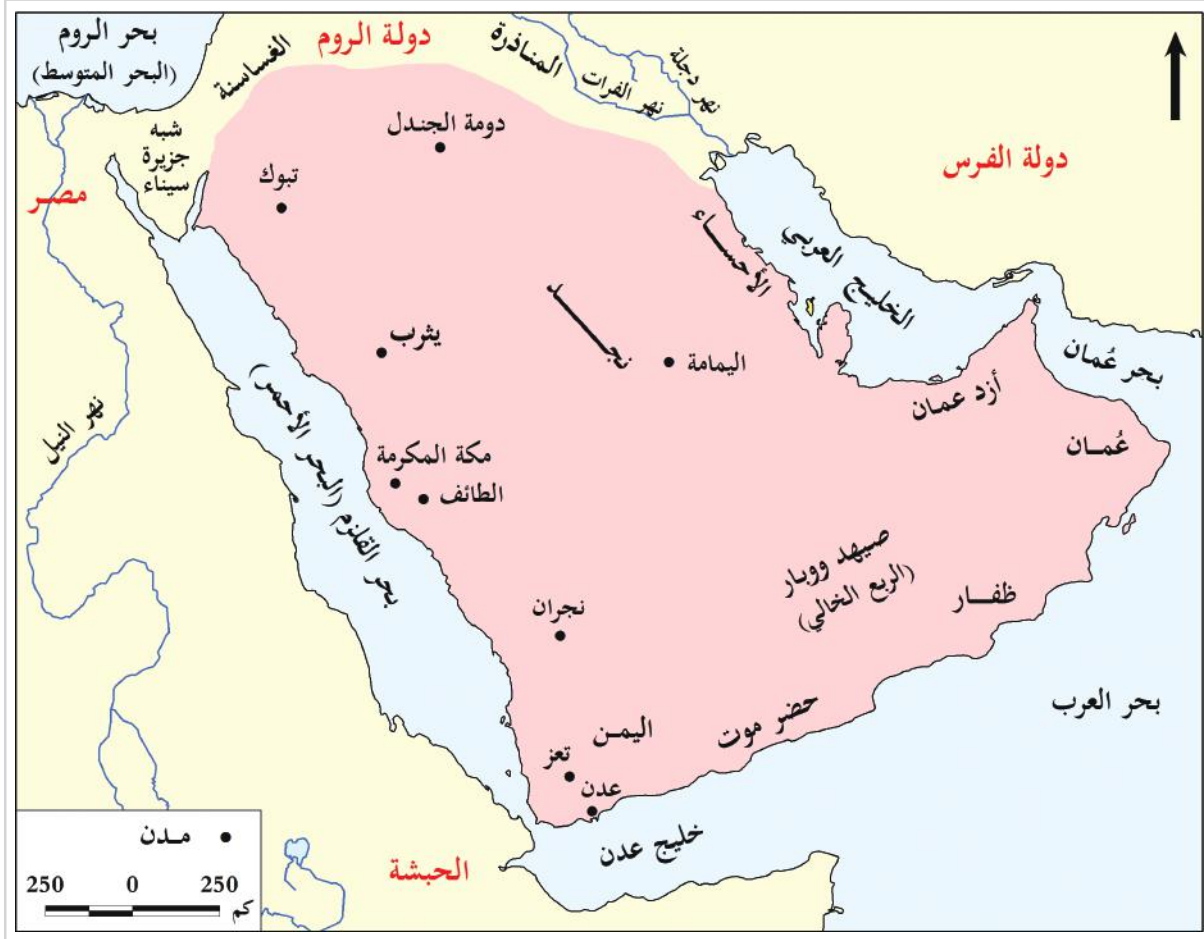 بحر الروم
(البحر المتوسط)
دولة الروم
الغساسنة
المناذرة
نهر الفرات
نهر دجلة
شبه
جزيرة
سيناء
مصر
دومة الجندل
تبوك
دولة الفرس
الأحساء
الخليج العربي
نجد
يثرب
اليمامة
بحر عُمان
أزد عمان
عُمان
نهر النيل
بحر القلزم (البحر الأحمر)
مكة المكرمة
الطائف
صيهد ووبار
(الربع الخالي)
ظفار
نجران
بحر العرب
حضر موت
اليمن
تعز
عدن
خليج عدن
الحبشة
مدن
250 0 250
كم